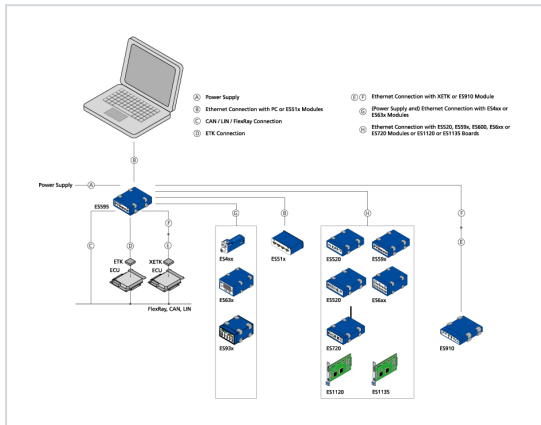 A Power Supply
B Ethernet Connection with PC or ES51x Modules
C CAN / LIN / FlexRay Connection
D ETK Connection
E F Ethernet Connection with XETK or ES910 Module
G (Power Supply and) Ethernet Connection with ES4xx or
ES63x Modules
H Ethernet Connection with ES520, ES59x, ES600, ES6xx or
ES720 Modules or ES1120 or
ES1135 Boards
B
Power Supply
A
ES595
F
C
D
F
E
G
B
H
E
ETK
ECU
XETK
ECU
FlexRay, CAN, LIN
ES4xx
ES63x
ES93x
ES51x
ES520
ES59x
ES520
ES6xx
ES720
ES1120
ES1135
ES910